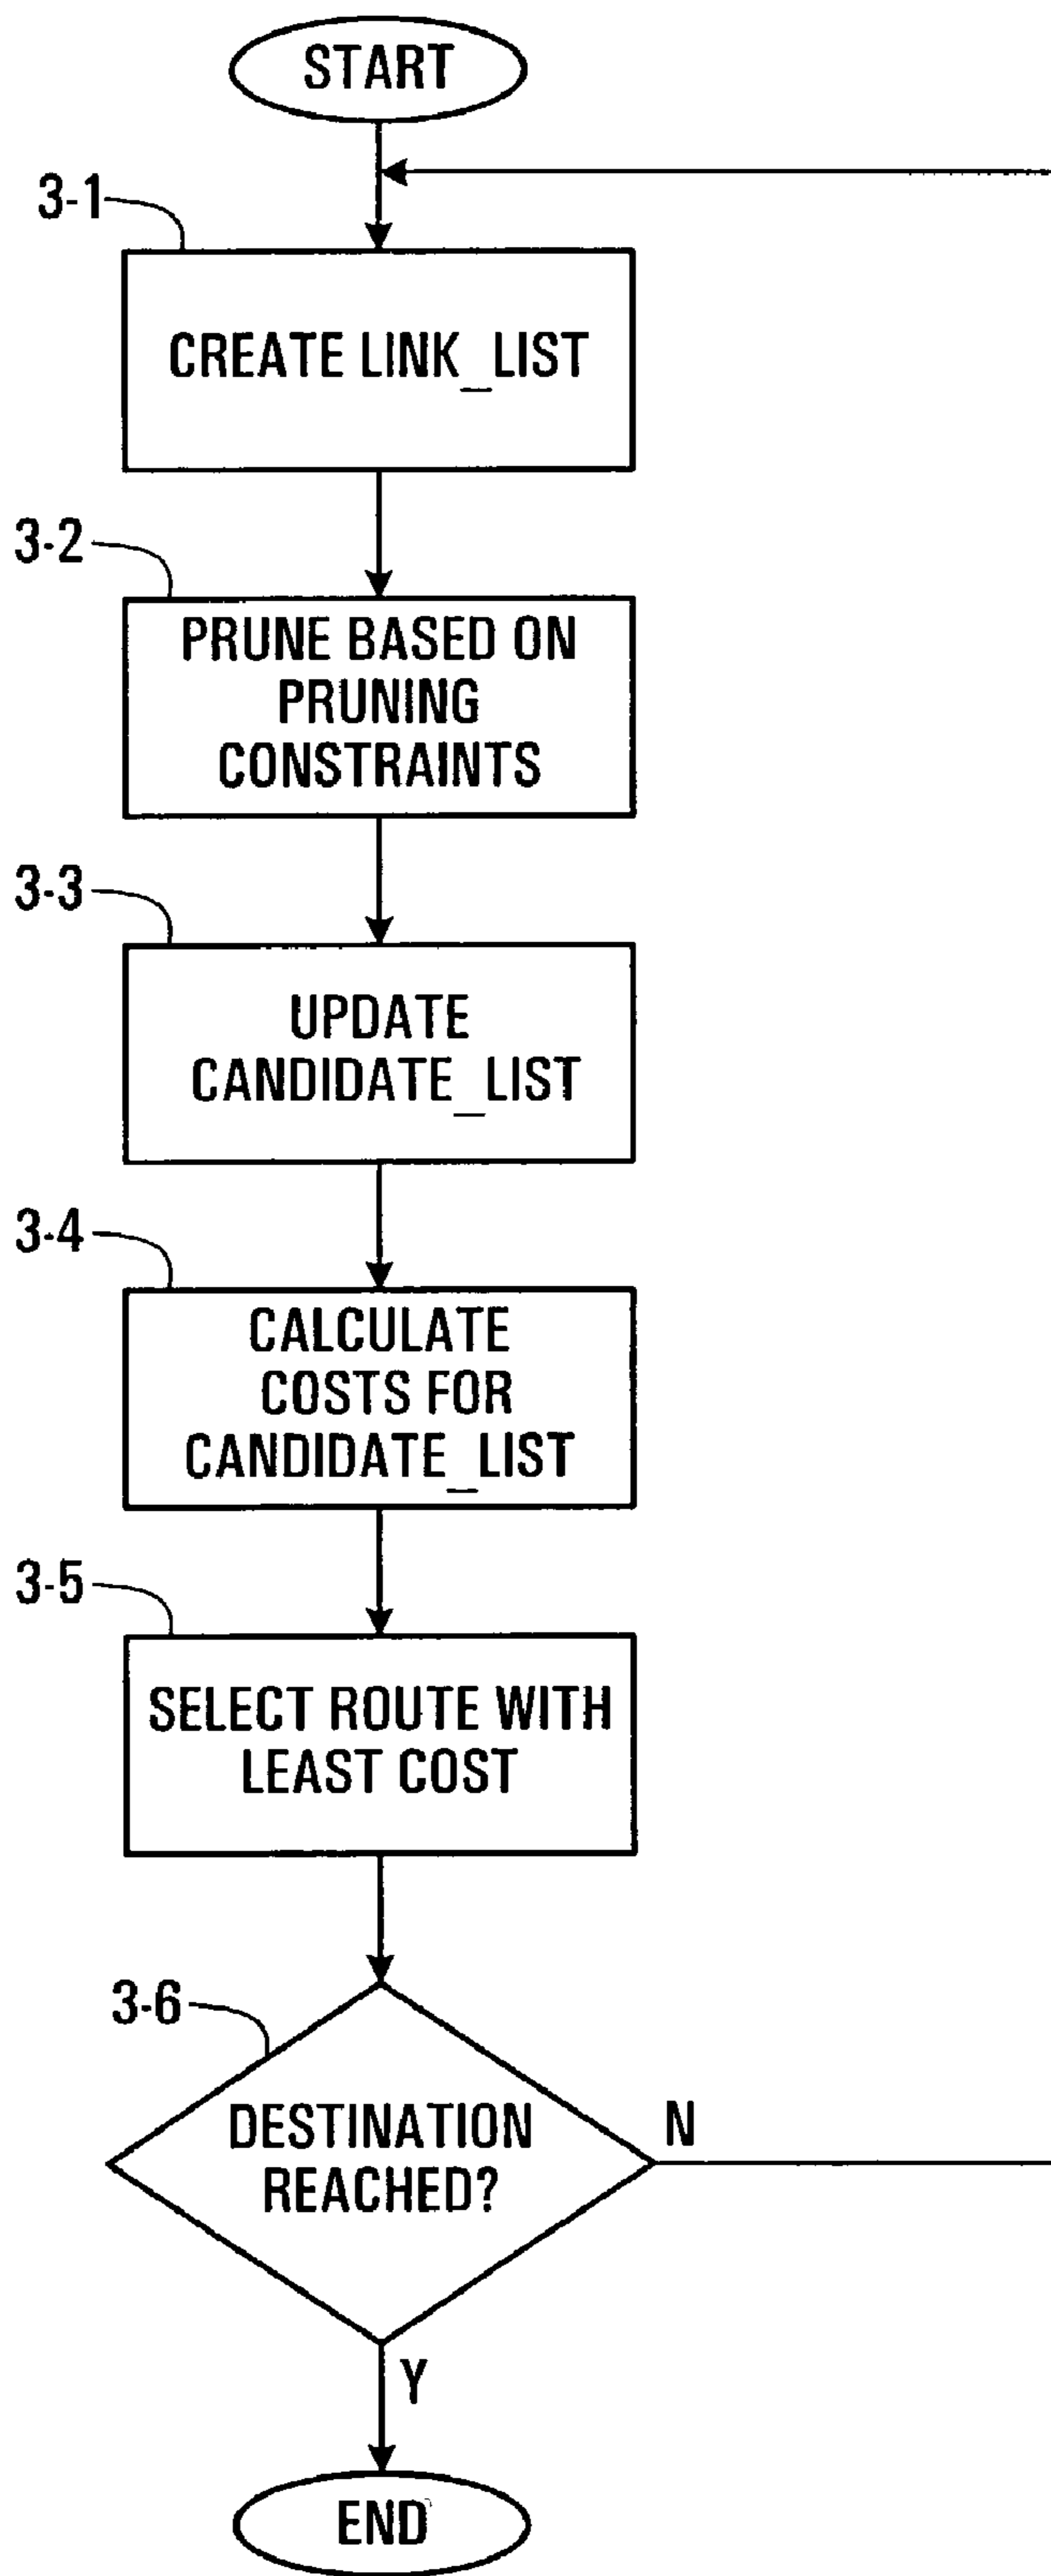 START
3-1
CREATE LINK_LIST
3-2
PRUNE BASED ON
PRUNING
CONSTRAINTS
3-3
UPDATE
CANDIDATE_LIST
3-4
CALCULATE
COSTS FOR
CANDIDATE_LIST
3-5
SELECT ROUTE WITH
LEAST COST
3-6
DESTINATION
REACHED?
N
Y
END